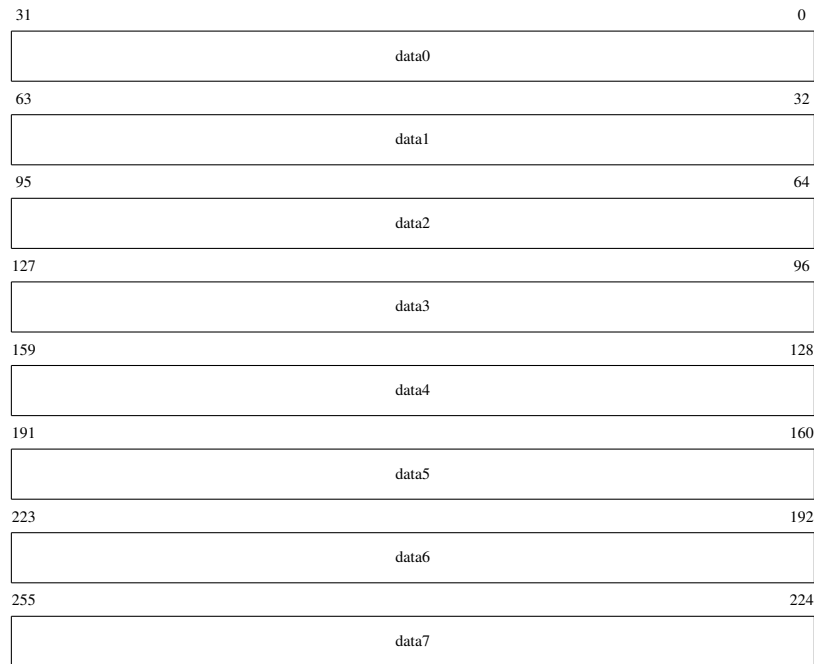 31 0
data0
63 32
data1
95 64
data2
127 96
data3
159 128
data4
191 160
data5
223 192
data6
255 224
data7